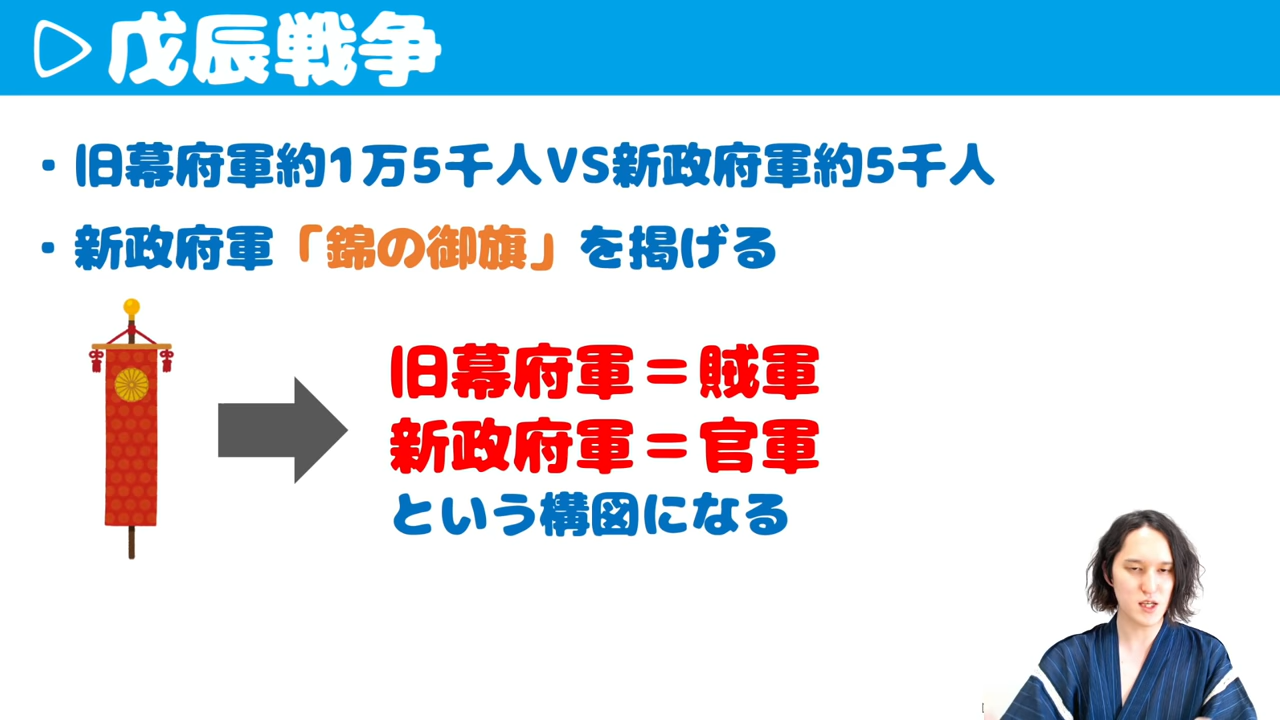 戊辰戦争
・旧幕府軍約1万5千人VS新政府軍約5千人
・新政府軍「錦の御旗」を掲げる
旧幕府軍＝賊軍
新政府軍＝官軍
という構図になる